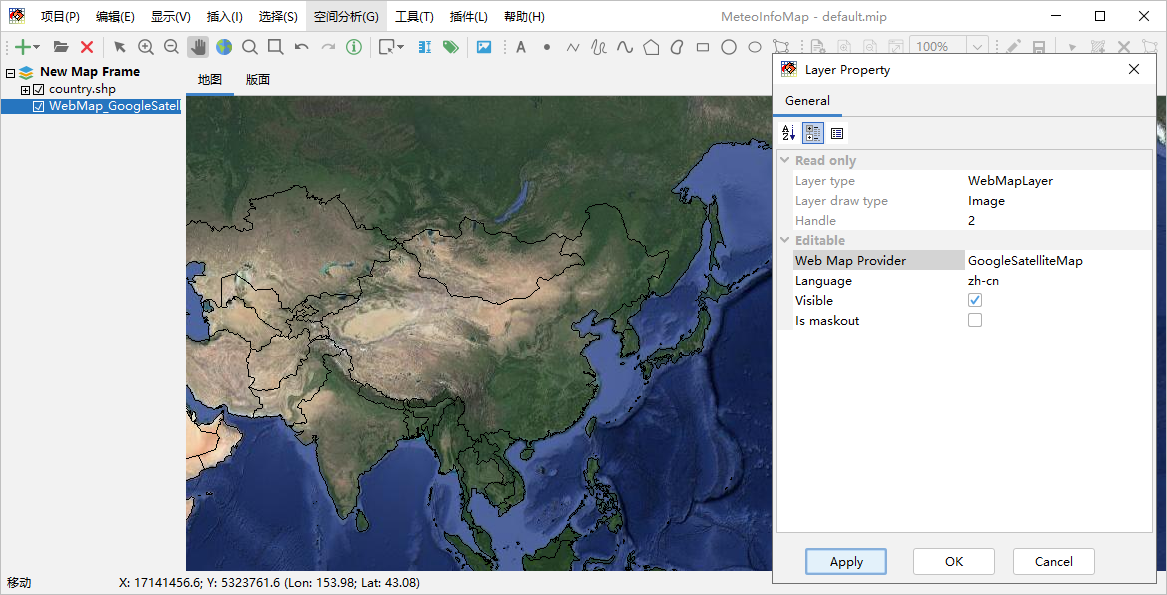 项目(P) 编辑(E) 显示(V) 插入(I) 选择(S) 空间分析(G) 工具(T) 插件(L) 帮助(H) MeteoInfoMap - default.mip
A 100%
New Map Frame
country.shp
WebMap_GoogleSatell
地图 版面
Layer Property
General
Read only
Layer type WebMapLayer
Layer draw type Image
Handle 2
Editable
Web Map Provider GoogleSatelliteMap
Language zh-cn
Visible
Is maskout
Apply OK Cancel
移动 X: 17141456.6; Y: 5323761.6 (Lon: 153.98; Lat: 43.08)